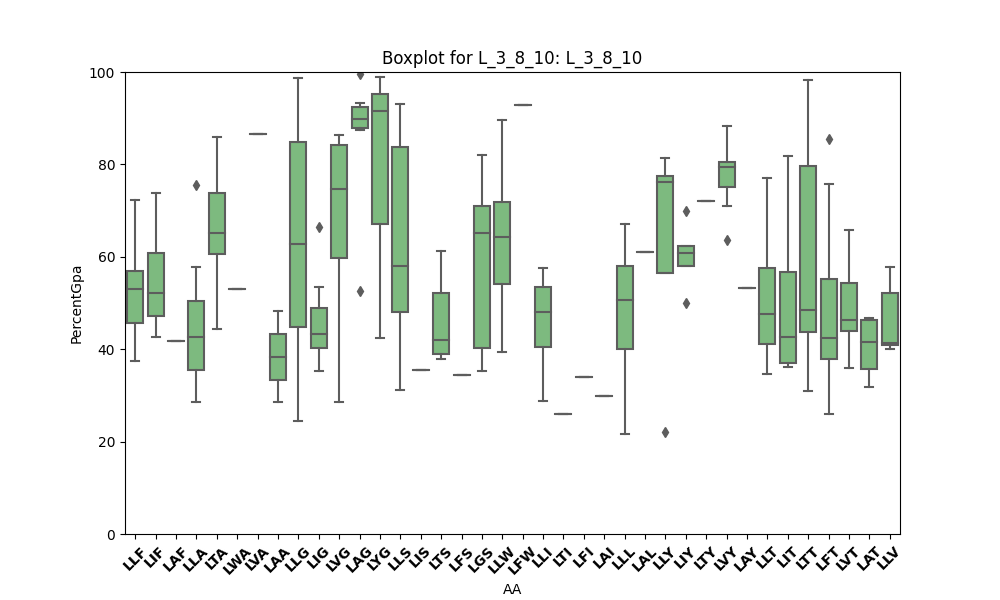 Boxplot for L_3_8_10: L_3_8_10
100
80
60
40
20
0
PercentGpa
LLF LIF LAF LLA LTA LWA LVA LAA LLG LIG LVG LAG LYG LLS LIS LTS LFS LGS LLW LFW LLI LTI LFI LAI LLL LAL LLY LIY LTY LVY LAY LLT LIT LTT LFT LVT LAT LLV
AA